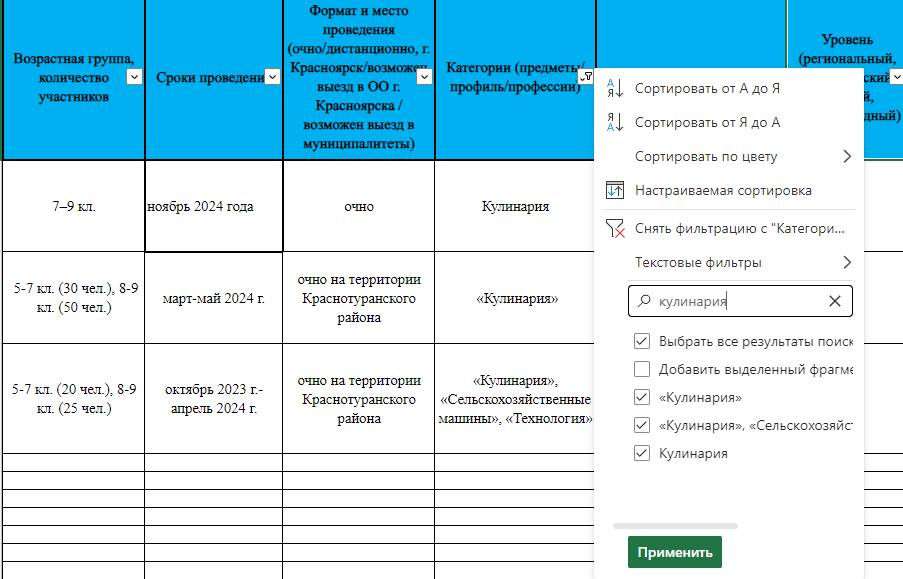 Возрастная группа,
количество
участников
Сроки проведени
Формат и место
проведения
(очно/дистанционно, г.
Красноярск/возможен
выезд в ОО г.
Красноярска /
возможен выезд в
муниципалитеты)
Категории (предметы/
профиль/профессии)
Уровень
(региональный,
7–9 кл.
ноябрь 2024 года
очно
Кулинария
5-7 кл. (30 чел.), 8-9
кл. (50 чел.)
март-май 2024 г.
очно на территории
Краснотуранского
района
«Кулинария»
5-7 кл. (20 чел.), 8-9
кл. (25 чел.)
октябрь 2023 г.-
апрель 2024 г.
очно на территории
Краснотуранского
района
«Кулинария»,
«Сельскохозяйственные
машины», «Технология»
Сортировать от А до Я
Сортировать от Я до А
Сортировать по цвету
Настраиваемая сортировка
Снять фильтрацию с "Категори...
Текстовые фильтры
кулинария
Выбрать все результаты поиск
Добавить выделенный фрагме
«Кулинария»
«Кулинария», «Сельскохозяйст
Кулинария
Применить